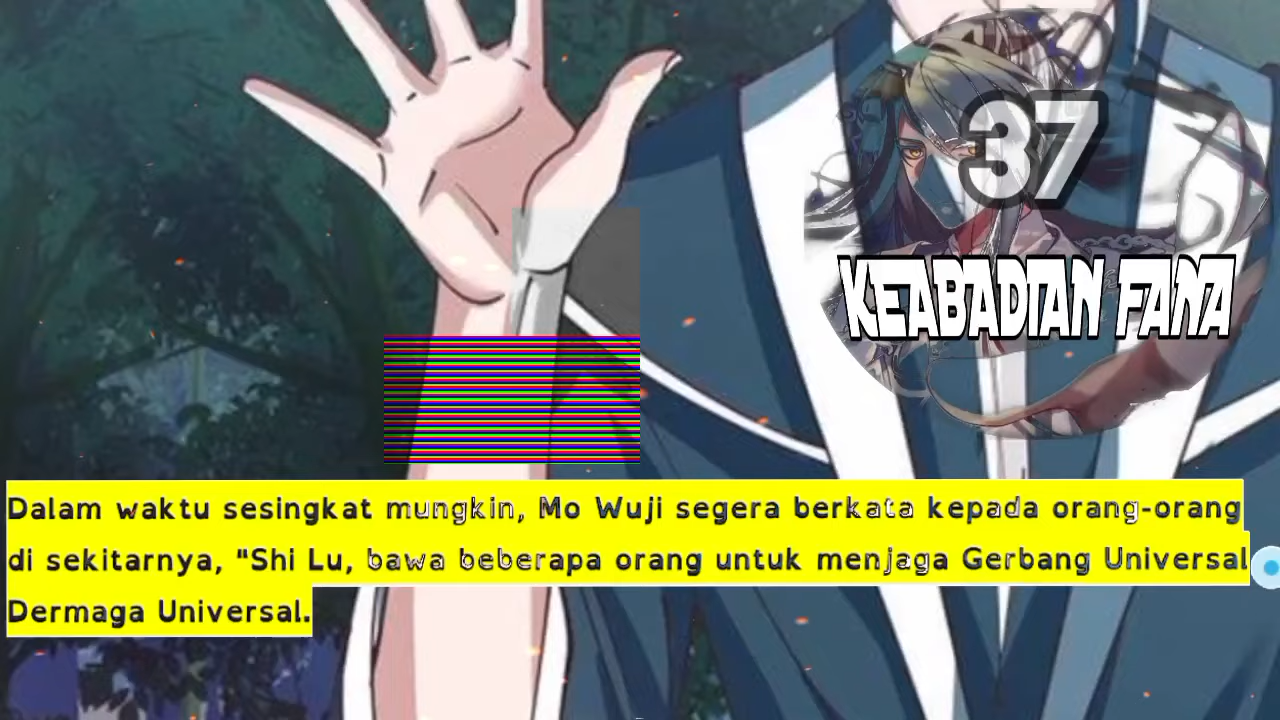 37
KEABADIAN FANA
Dalam waktu sesingkat mungkin, Mo Wuji segera berkata kepada orang-orang
di sekitarnya, "Shi Lu, bawa beberapa orang untuk menjaga Gerbang Universal
Dermaga Universal.